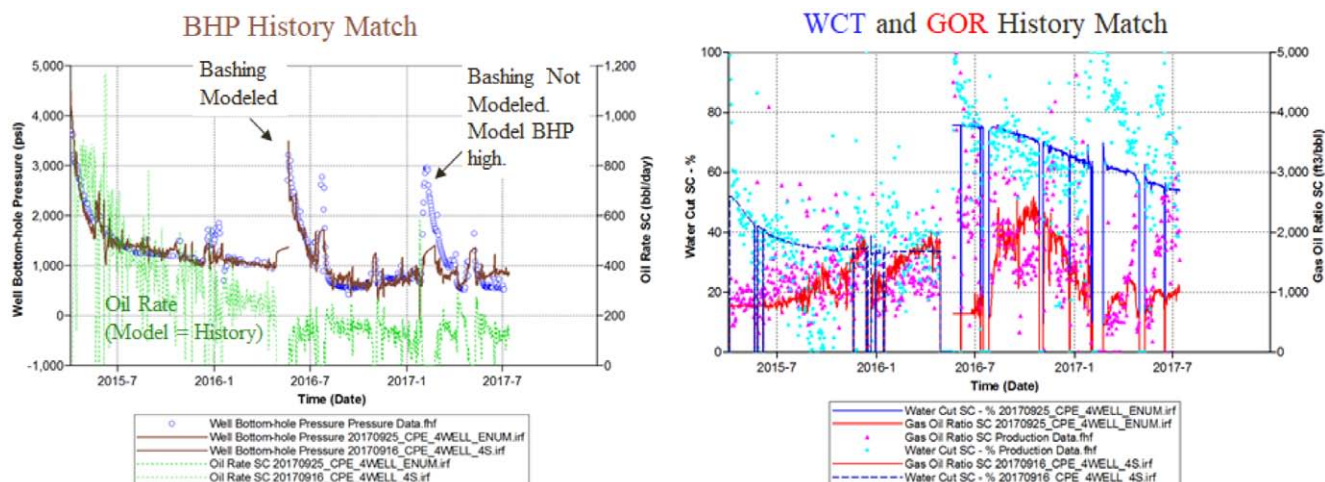 BHP History Match
5,000
4,000
3,000
2,000
1,000
0
-1,000
Well Bottom-hole Pressure (psi)
1,200
1,000
800
600
400
200
0
Oil Rate SC (bbl/day)
Bashing
Modeled
Bashing Not
Modeled.
Model BHP
high.
Oil Rate
(Model = History)
2015-7
2016-1
2016-7
2017-1
2017-7
Time (Date)
Well Bottom-hole Pressure Pressure Data.fhf
Well Bottom-hole Pressure 20170925_CPE_4WELL_ENUM.irf
Well Bottom-hole Pressure 20170916_CPE_4WELL_4S.irf
Oil Rate SC 20170925_CPE_4WELL_ENUM.irf
Oil Rate SC 20170916_CPE_4WELL_4S.irf
WCT and GOR History Match
100
80
60
40
20
0
Water Cut SC - %
5,000
4,000
3,000
2,000
1,000
0
Gas Oil Ratio SC (ft3/bbl)
2015-7
2016-1
2016-7
2017-1
2017-7
Time (Date)
Water Cut SC - % 20170925_CPE_4WELL_ENUM.irf
Gas Oil Ratio SC 20170925_CPE_4WELL_ENUM.irf
Gas Oil Ratio SC Production Data.fhf
Water Cut SC - % Production Data.fhf
Gas Oil Ratio SC 20170916_CPE_4WELL_4S.irf
Water Cut SC - % 20170916_CPE_4WELL_4S.irf